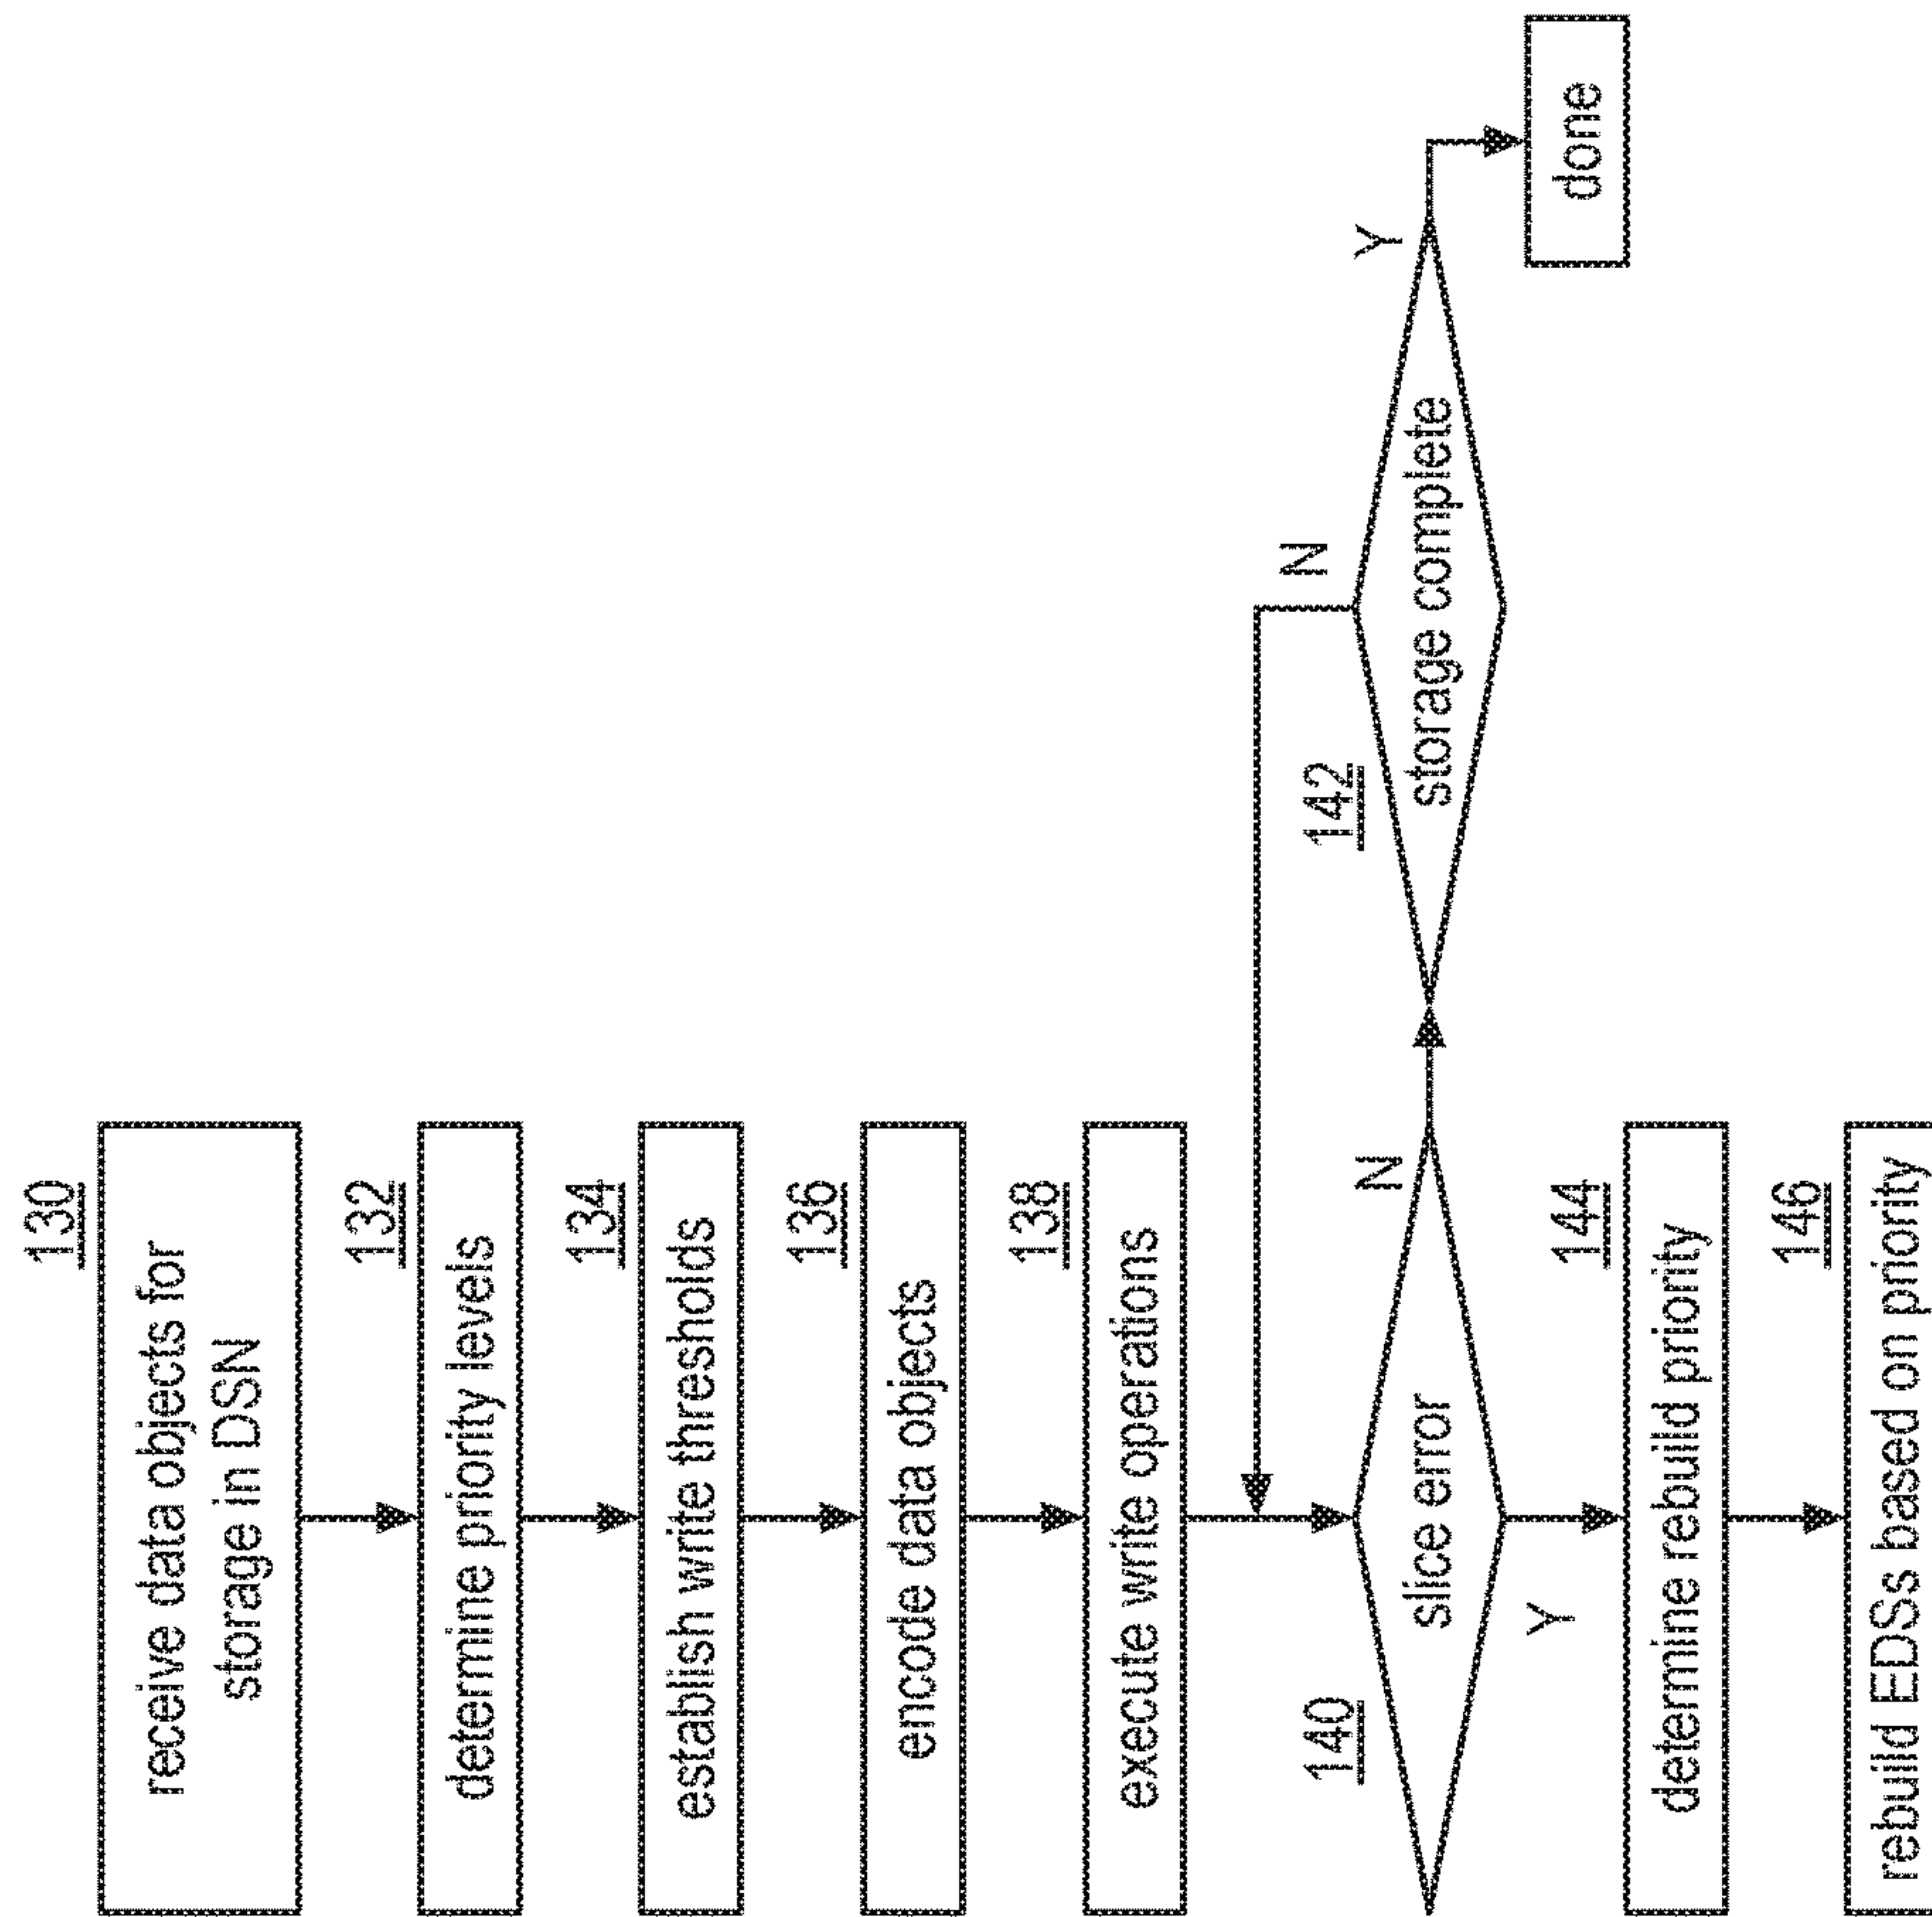 130
receive data objects for
storage in DSN
132
determine priority levels
134
establish write thresholds
136
encode data objects
138
execute write operations
140
slice error
N
Y
142
storage complete
N
Y
done
144
determine rebuild priority
146
rebuild EDSs based on priority